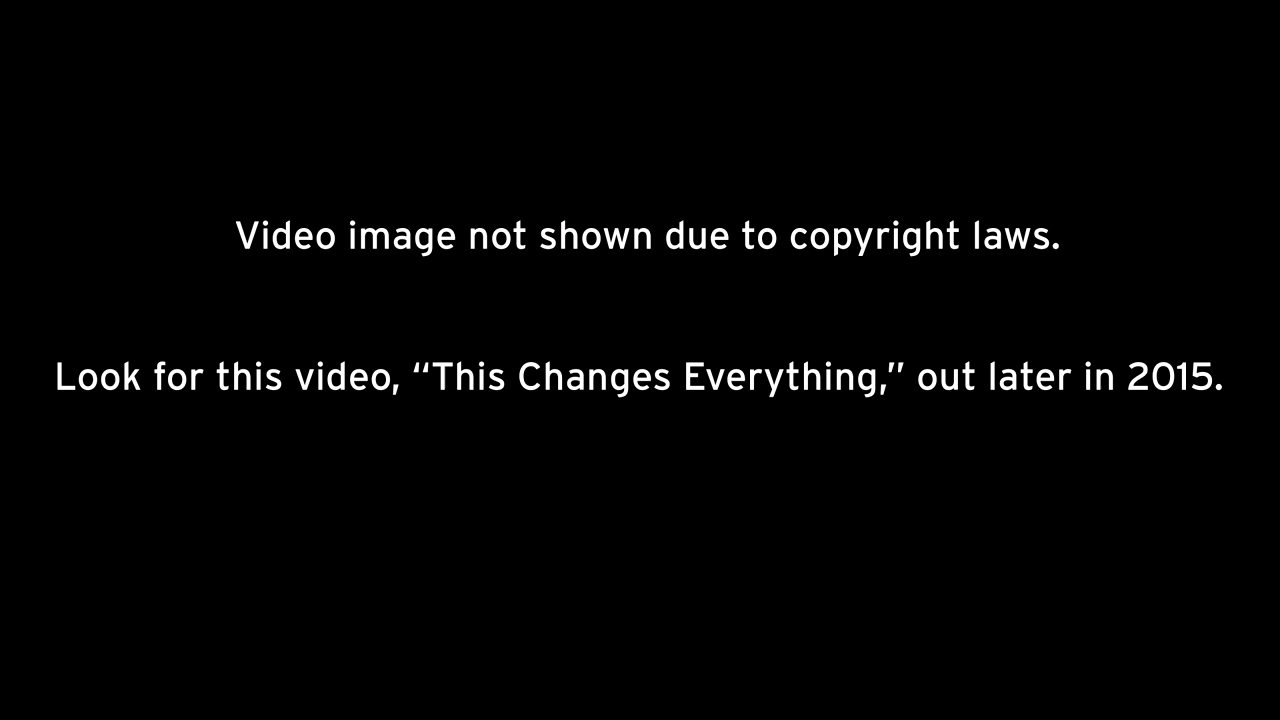 Video image not shown due to copyright laws.
Look for this video, “This Changes Everything,” out later in 2015.